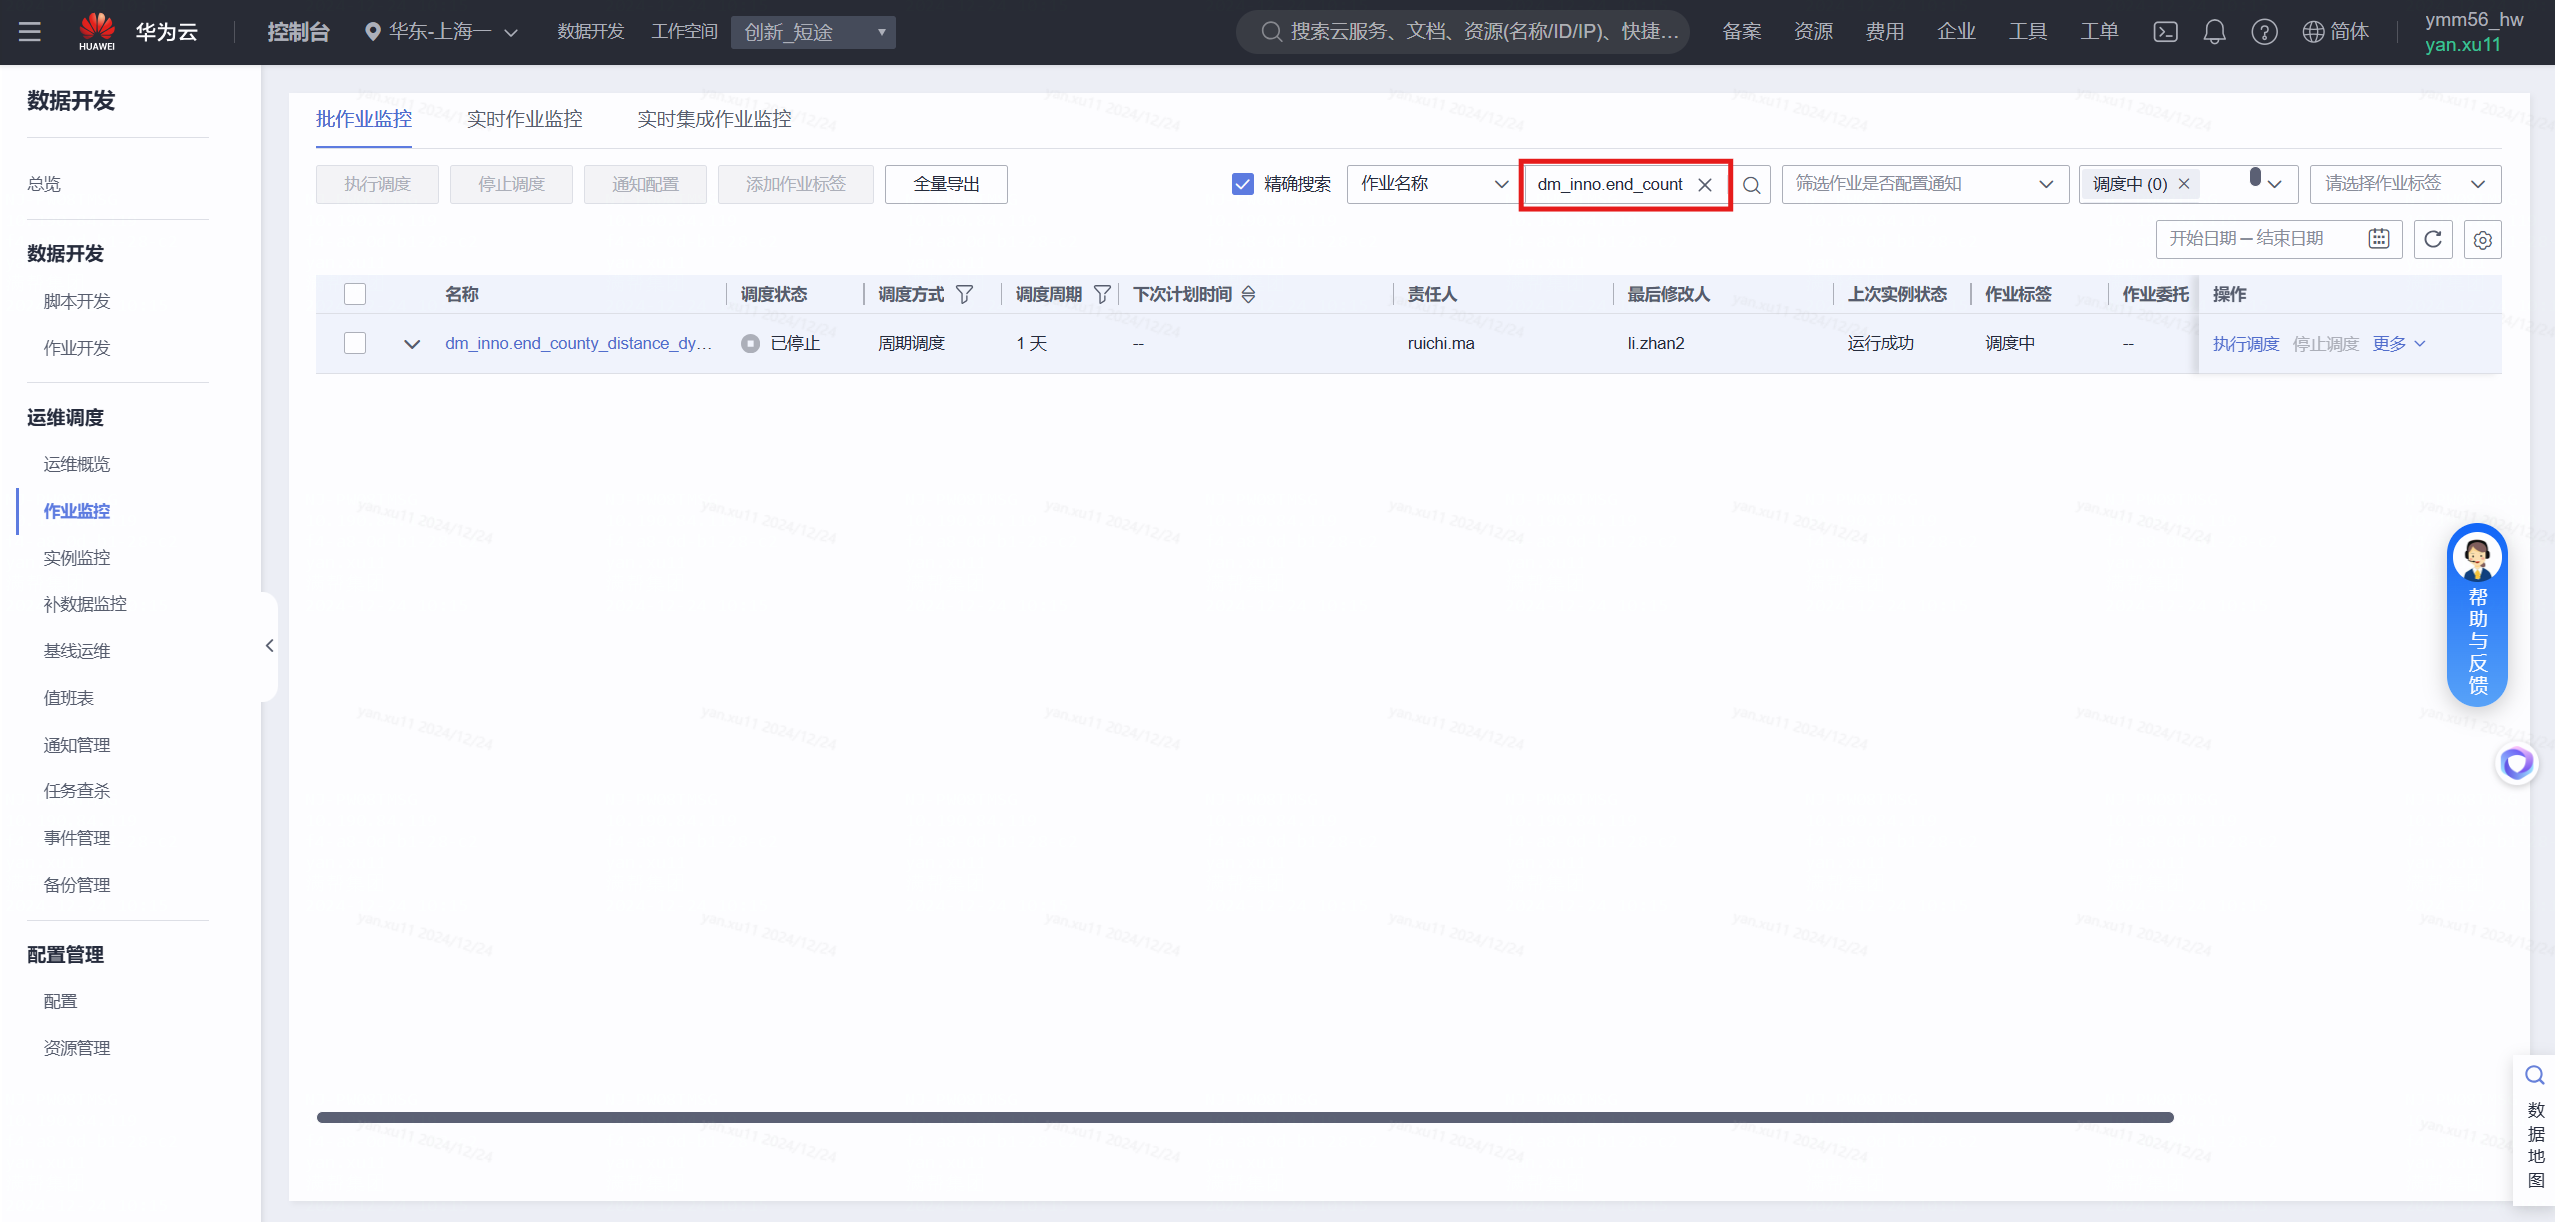 HUAWEI 华为云 控制台 华东-上海一 数据开发 工作空间 创新_短途 搜索云服务、文档、资源(名称/ID/IP)、快捷... 备案 资源 费用 企业 工具 工单 简体 ymm56_hw
yan.xu11
数据开发
总览
数据开发
脚本开发
作业开发
运维调度
运维概览
作业监控
实例监控
补数据监控
基线运维
值班表
通知管理
任务查杀
事件管理
备份管理
配置管理
配置
资源管理
批作业监控 实时作业监控 实时集成作业监控
执行调度 停止调度 通知配置 添加作业标签 全量导出 精确搜索 作业名称 dm_inno.end_count 筛选作业是否配置通知 调度中 (0) 请选择作业标签
开始日期 – 结束日期
名称 调度状态 调度方式 调度周期 下次计划时间 责任人 最后修改人 上次实例状态 作业标签 作业委托 操作
dm_inno.end_county_distance_dy... 已停止 周期调度 1 天 -- ruichi.ma li.zhan2 运行成功 调度中 -- 执行调度 停止调度 更多
帮助与反馈
数据地图
yan.xu11 2024/12/24